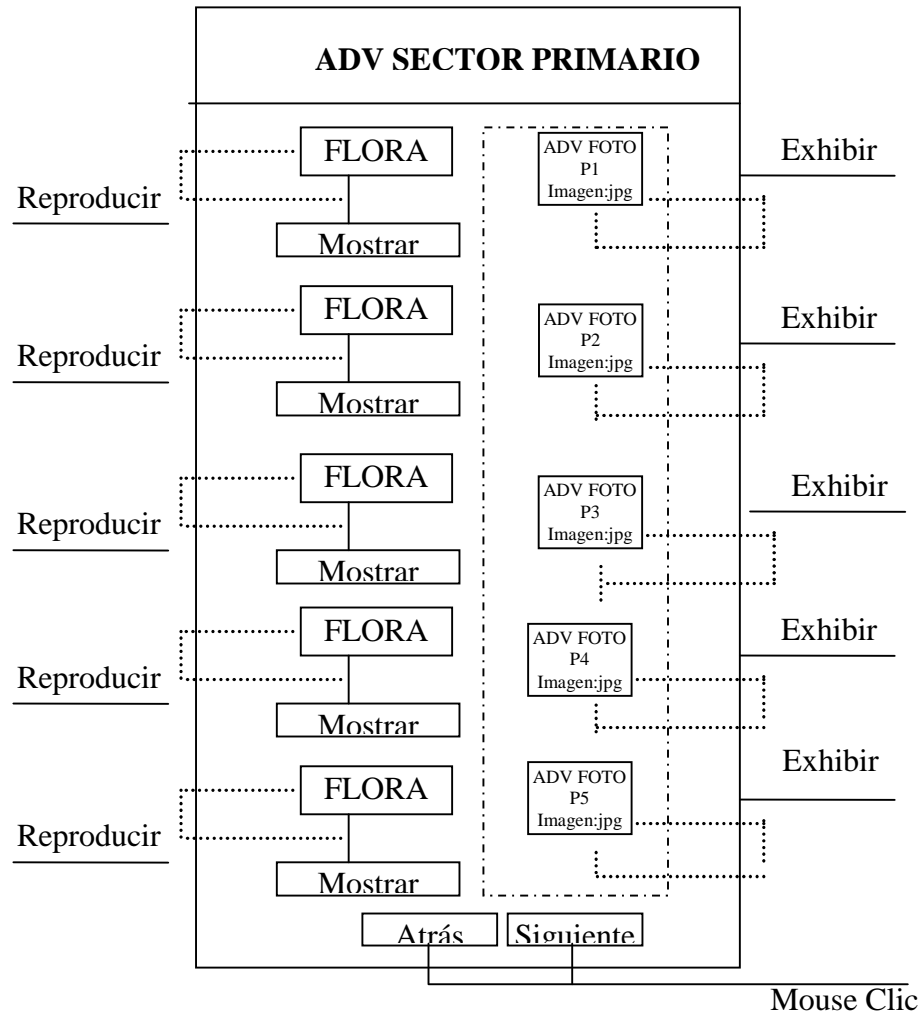 ADV SECTOR PRIMARIO
FLORA
ADV FOTO
P1
Imagen:jpg
Exhibir
Reproducir
Mostrar
FLORA
ADV FOTO
P2
Imagen:jpg
Exhibir
Reproducir
Mostrar
FLORA
ADV FOTO
P3
Imagen:jpg
Exhibir
Reproducir
Mostrar
FLORA
ADV FOTO
P4
Imagen:jpg
Exhibir
Reproducir
Mostrar
FLORA
ADV FOTO
P5
Imagen:jpg
Exhibir
Reproducir
Mostrar
Atrás
Siguiente
Mouse Clic